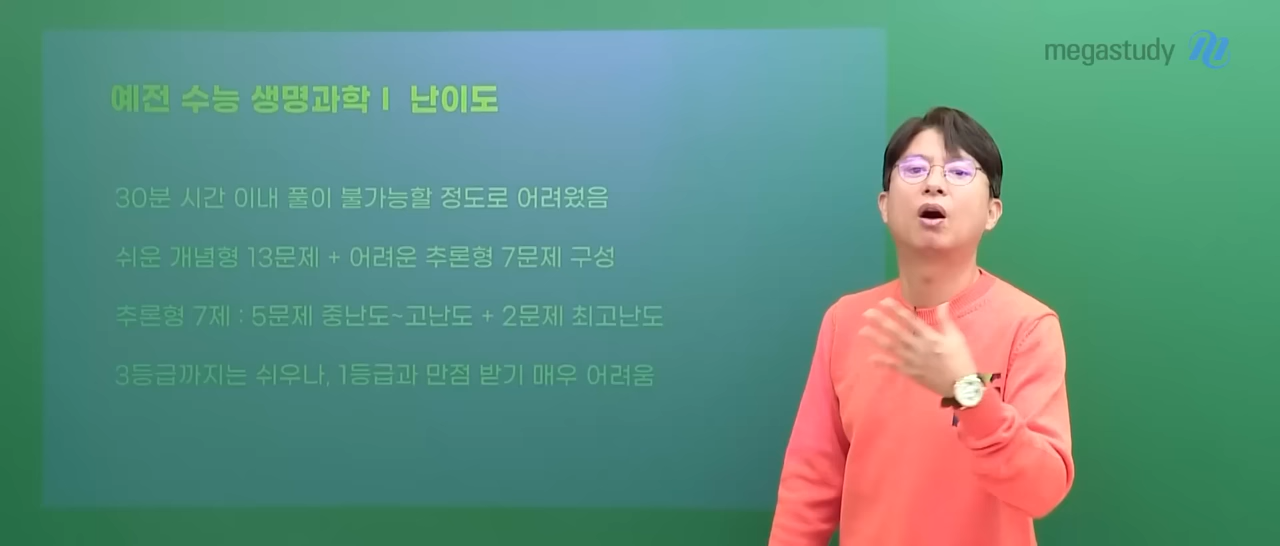 megastudy
예전 수능 생명과학Ⅰ 난이도
30분 시간 이내 풀이 불가능할 정도로 어려웠음
쉬운 개념형 13문제 + 어려운 추론형 7문제 구성
추론형 7제 : 5문제 중난도~고난도 + 2문제 최고난도
3등급까지는 쉬우나, 1등급과 만점 받기 매우 어려움